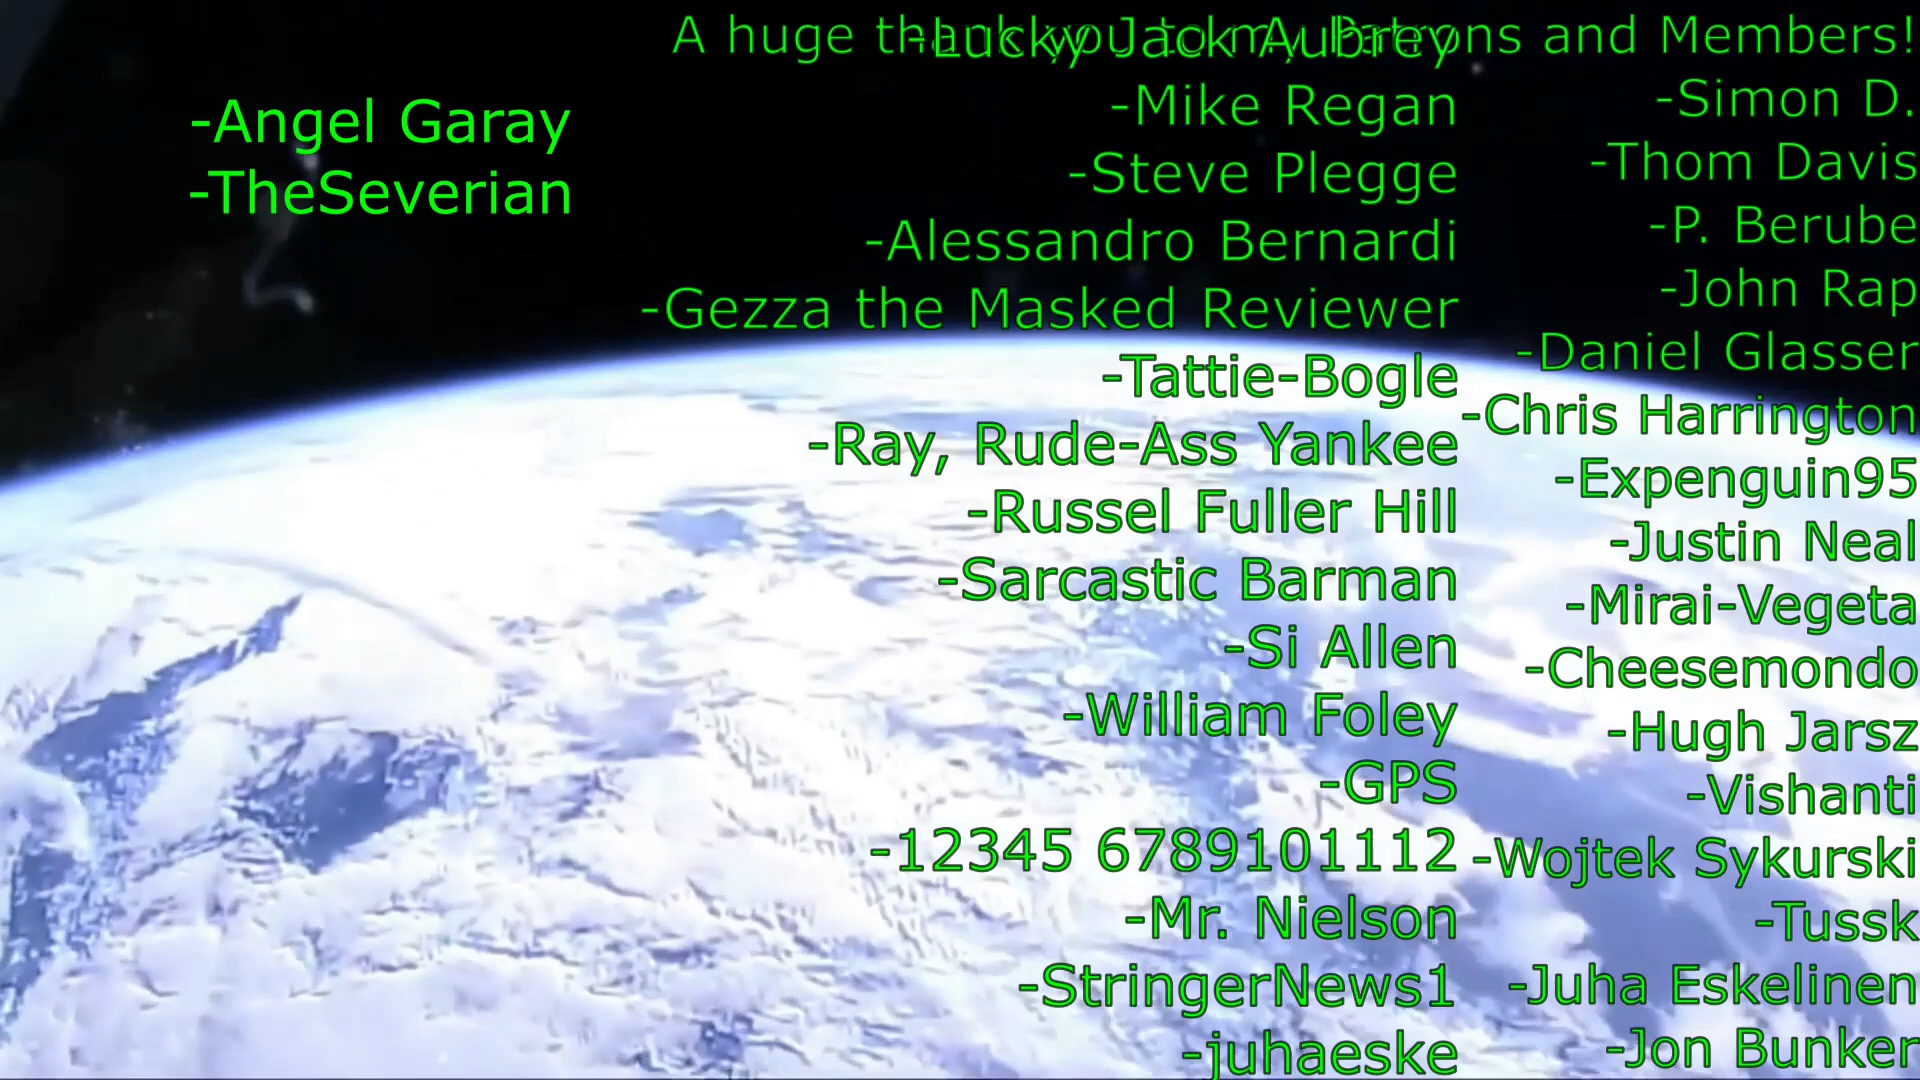 A huge thank you to my Patrons and Members!
-Angel Garay
-TheSeverian
-Lucky Jack Aubrey
-Mike Regan
-Steve Plegge
-Alessandro Bernardi
-Gezza the Masked Reviewer
-Tattie-Bogle
-Ray, Rude-Ass Yankee
-Russel Fuller Hill
-Sarcastic Barman
-Si Allen
-William Foley
-GPS
-12345 6789101112
-Mr. Nielson
-StringerNews1
-juhaeske
-Simon D.
-Thom Davis
-P. Berube
-John Rap
-Daniel Glasser
-Chris Harrington
-Expenguin95
-Justin Neal
-Mirai-Vegeta
-Cheesemondo
-Hugh Jarsz
-Vishanti
-Wojtek Sykurski
-Tussk
-Juha Eskelinen
-Jon Bunker